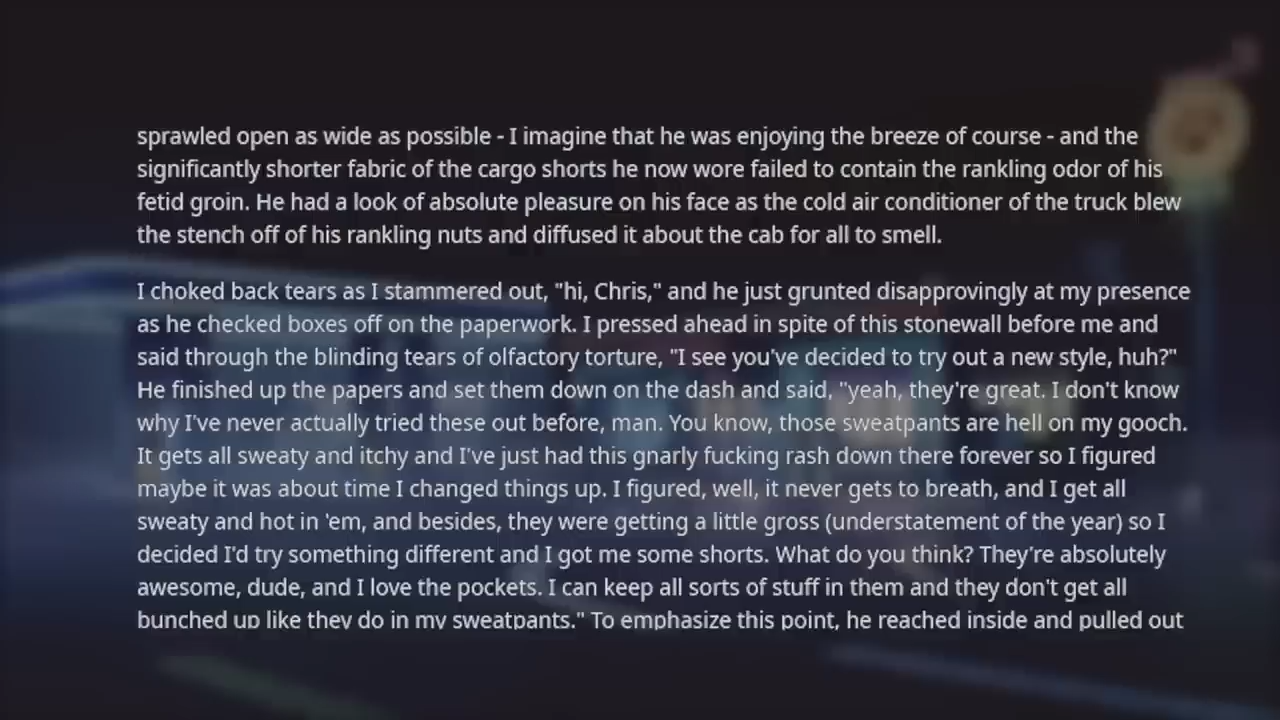 sprawled open as wide as possible - I imagine that he was enjoying the breeze of course - and the
significantly shorter fabric of the cargo shorts he now wore failed to contain the rankling odor of his
fetid groin. He had a look of absolute pleasure on his face as the cold air conditioner of the truck blew
the stench off of his rankling nuts and diffused it about the cab for all to smell.
I choked back tears as I stammered out, "hi, Chris," and he just grunted disapprovingly at my presence
as he checked boxes off on the paperwork. I pressed ahead in spite of this stonewall before me and
said through the blinding tears of olfactory torture, "I see you've decided to try out a new style, huh?"
He finished up the papers and set them down on the dash and said, "yeah, they're great. I don't know
why I've never actually tried these out before, man. You know, those sweatpants are hell on my gooch.
It gets all sweaty and itchy and I've just had this gnarly fucking rash down there forever so I figured
maybe it was about time I changed things up. I figured, well, it never gets to breath, and I get all
sweaty and hot in 'em, and besides, they were getting a little gross (understatement of the year) so I
decided I'd try something different and I got me some shorts. What do you think? They're absolutely
awesome, dude, and I love the pockets. I can keep all sorts of stuff in them and they don't get all
bunched up like they do in my sweatpants." To emphasize this point, he reached inside and pulled out